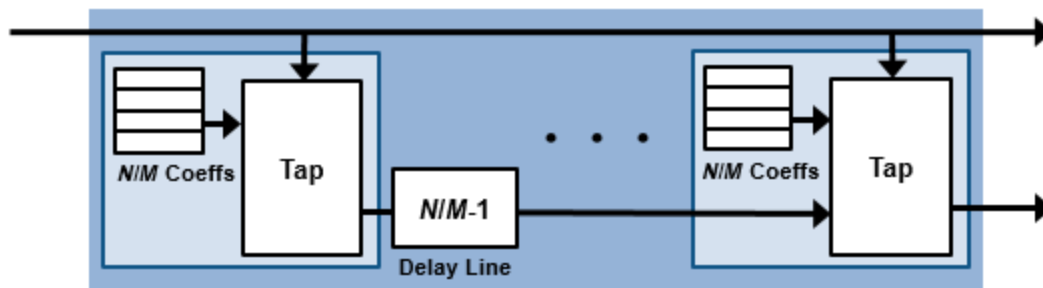 N/M Coeffs
Tap
N/M-1
Delay Line
N/M Coeffs
Tap